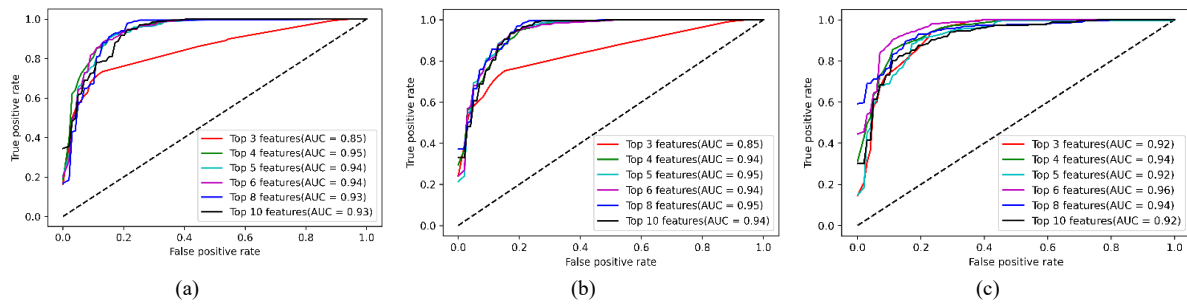 1.0
0.8
0.6
0.4
0.2
0.0
True positive rate
Top 3 features(AUC = 0.85)
Top 4 features(AUC = 0.95)
Top 5 features(AUC = 0.94)
Top 6 features(AUC = 0.94)
Top 8 features(AUC = 0.93)
Top 10 features(AUC = 0.93)
0.0 0.2 0.4 0.6 0.8 1.0
False positive rate
(a)
1.0
0.8
0.6
0.4
0.2
0.0
True positive rate
Top 3 features(AUC = 0.85)
Top 4 features(AUC = 0.94)
Top 5 features(AUC = 0.95)
Top 6 features(AUC = 0.94)
Top 8 features(AUC = 0.95)
Top 10 features(AUC = 0.94)
0.0 0.2 0.4 0.6 0.8 1.0
False positive rate
(b)
1.0
0.8
0.6
0.4
0.2
0.0
True positive rate
Top 3 features(AUC = 0.92)
Top 4 features(AUC = 0.94)
Top 5 features(AUC = 0.92)
Top 6 features(AUC = 0.96)
Top 8 features(AUC = 0.94)
Top 10 features(AUC = 0.92)
0.0 0.2 0.4 0.6 0.8 1.0
False positive rate
(c)